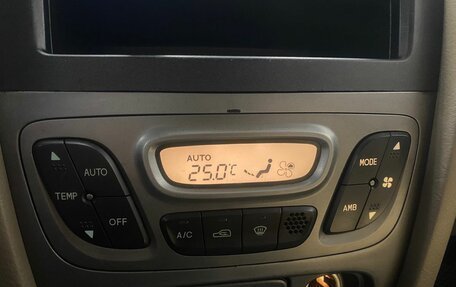 AUTO
25.0°C
AUTO
TEMP
OFF
MODE
AMB
A/C